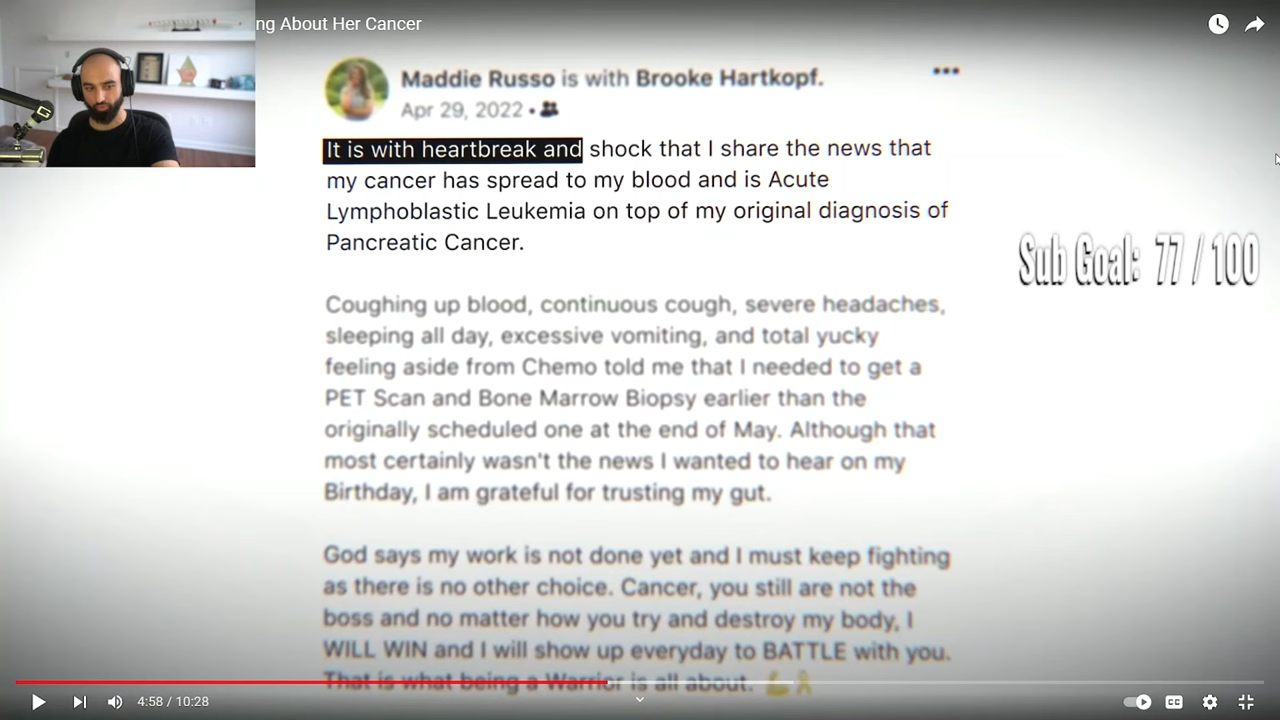 ng About Her Cancer
Maddie Russo is with Brooke Hartkopf.
Apr 29, 2022 •
It is with heartbreak and shock that I share the news that
my cancer has spread to my blood and is Acute
Lymphoblastic Leukemia on top of my original diagnosis of
Pancreatic Cancer.
Sub Goal: 77 / 100
Coughing up blood, continuous cough, severe headaches,
sleeping all day, excessive vomiting, and total yucky
feeling aside from Chemo told me that I needed to get a
PET Scan and Bone Marrow Biopsy earlier than the
originally scheduled one at the end of May. Although that
most certainly wasn't the news I wanted to hear on my
Birthday, I am grateful for trusting my gut.
God says my work is not done yet and I must keep fighting
as there is no other choice. Cancer, you still are not the
boss and no matter how you try and destroy my body, I
WILL WIN and I will show up everyday to BATTLE with you.
That is what being a Warrior is all about. 💪🎗️
4:58 / 10:28
CC